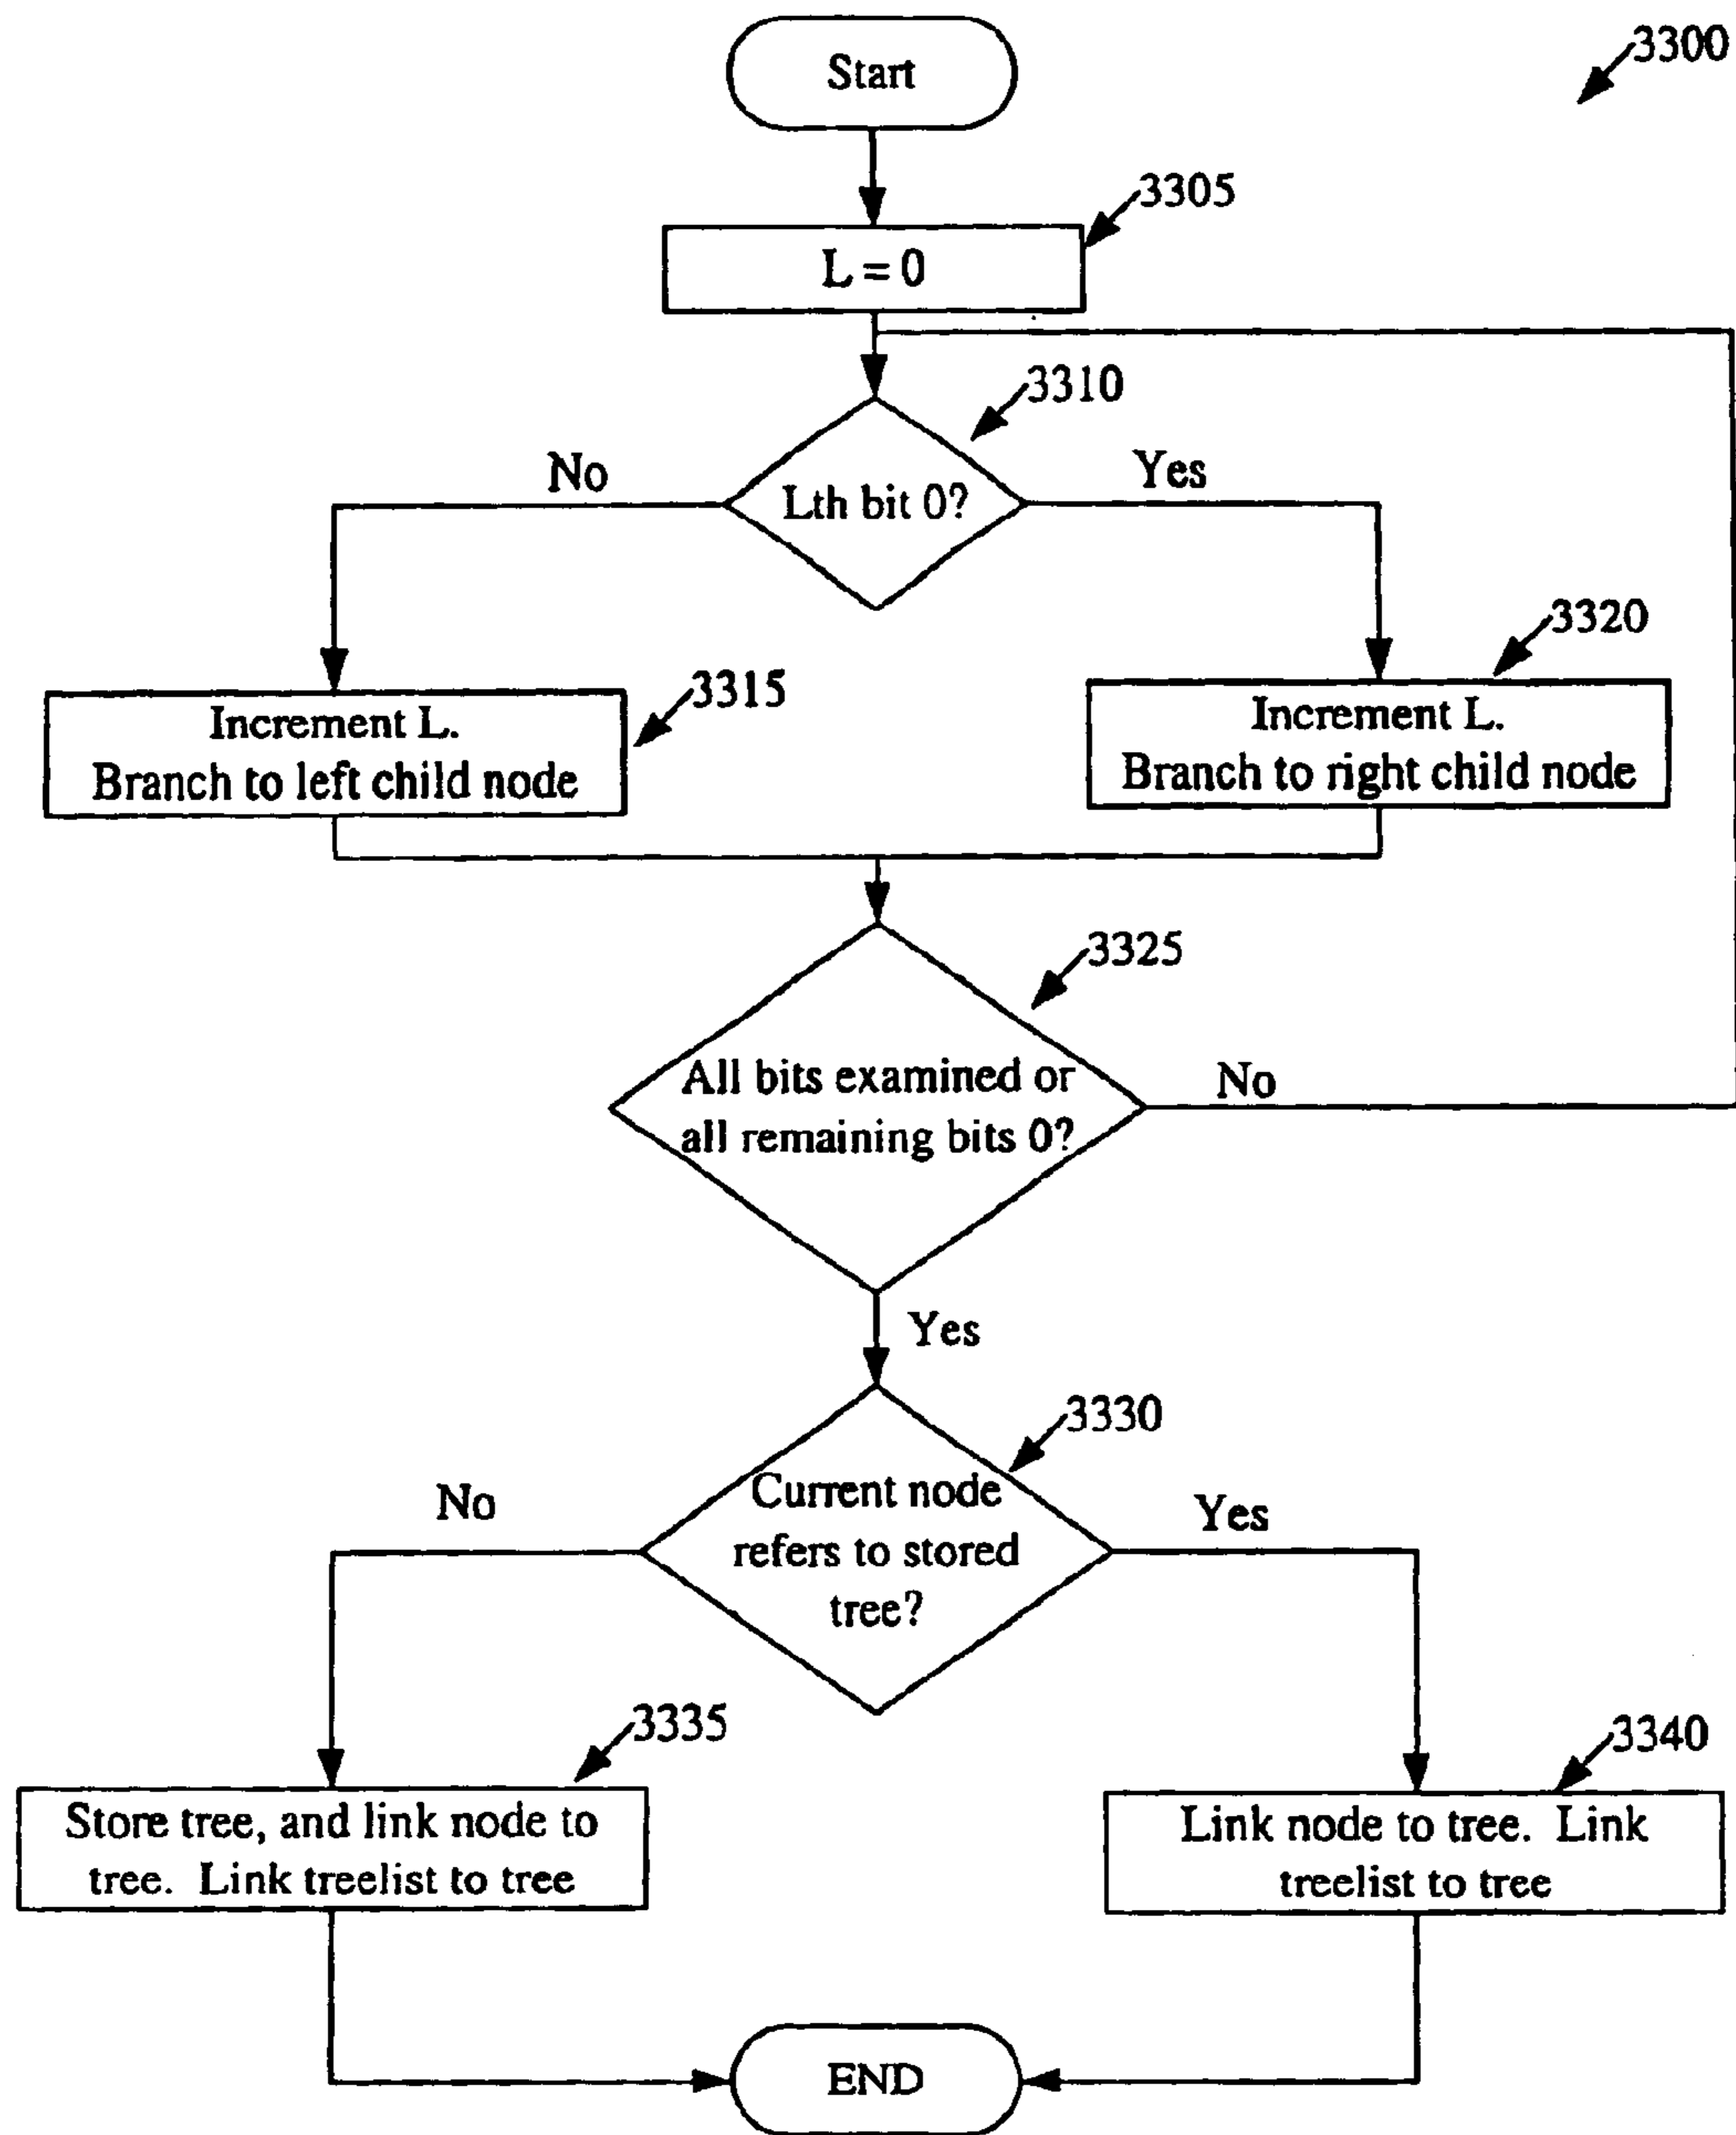 3300
Start
3305
L = 0
3310
No
Yes
Lth bit 0?
3320
3315
Increment L.
Branch to left child node
Increment L.
Branch to right child node
3325
All bits examined or
all remaining bits 0?
No
Yes
3330
Current node
refers to stored
tree?
No
Yes
3335
3340
Store tree, and link node to
tree. Link treelist to tree
Link node to tree. Link
treelist to tree
END